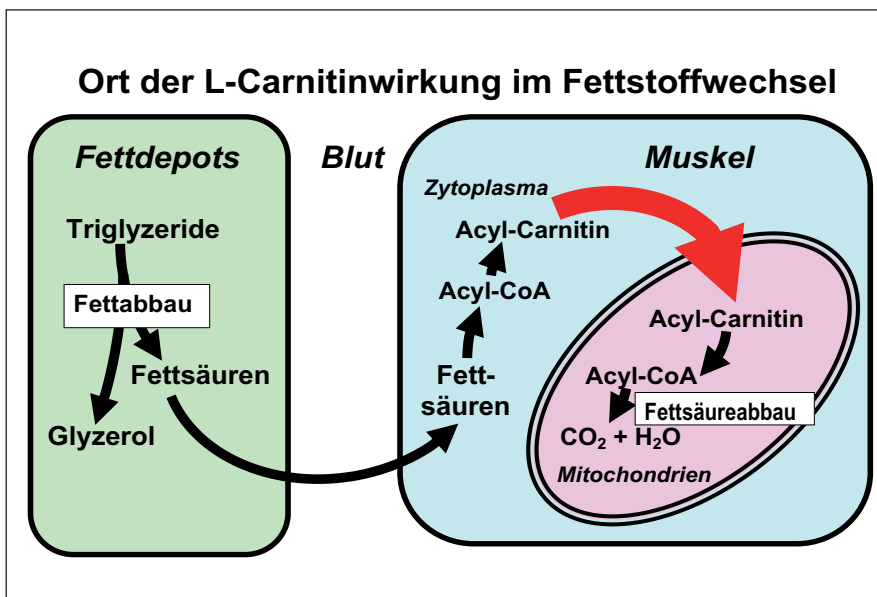 Ort der L-Carnitinwirkung im Fettstoffwechsel
Fettdepots
Triglyzeride
Fettabbau
Fettsäuren
Glyzerol
Blut
Muskel
Zytoplasma
Acyl-Carnitin
Acyl-CoA
Fett-
säuren
Acyl-Carnitin
Acyl-CoA
Fettsäureabbau
CO₂ + H₂O
Mitochondrien